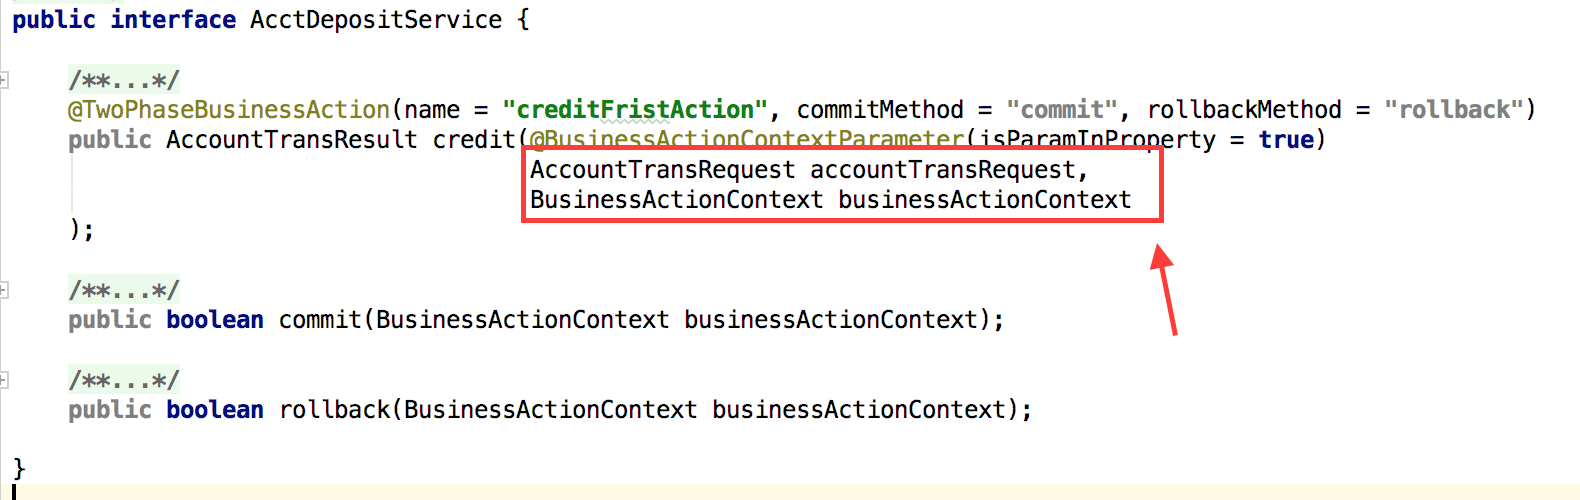 public interface AcctDepositService {
/**...*/
@TwoPhaseBusinessAction(name = "creditFristAction", commitMethod = "commit", rollbackMethod = "rollback")
public AccountTransResult credit(@BusinessActionContextParameter(isParamInProperty = true)
AccountTransRequest accountTransRequest,
BusinessActionContext businessActionContext
);
/**...*/
public boolean commit(BusinessActionContext businessActionContext);
/**...*/
public boolean rollback(BusinessActionContext businessActionContext);
}